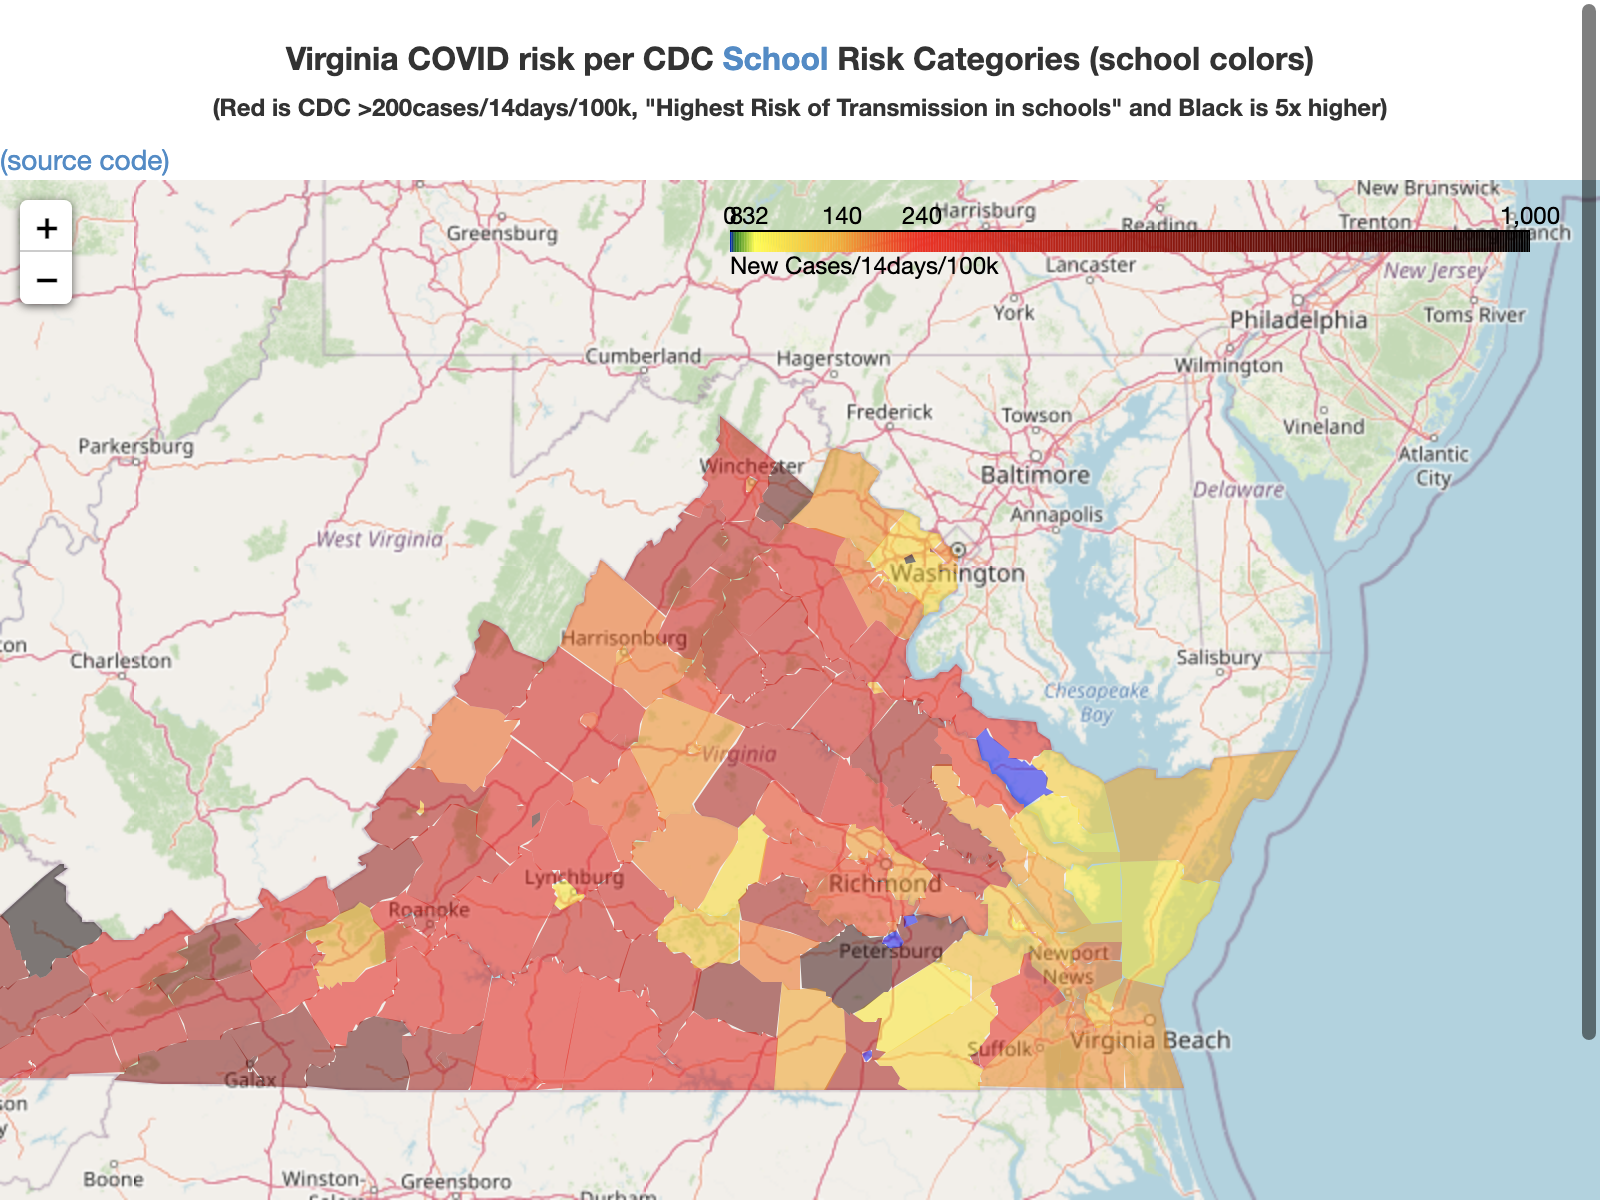 Virginia COVID risk per CDC School Risk Categories (school colors)
(Red is CDC >200cases/14days/100k, "Highest Risk of Transmission in schools" and Black is 5x higher)
(source code)
+
−
0 8 32 140 240 1,000
New Cases/14days/100k
New Brunswick
Harrisburg
Reading
Trenton
Greensburg
Lancaster
New Jersey
York
Philadelphia
Toms River
Cumberland
Hagerstown
Wilmington
Frederick
Towson
Vineland
Parkersburg
Winchester
Baltimore
Atlantic
City
Delaware
Annapolis
West Virginia
Washington
Harrisonburg
Charleston
Salisbury
Chesapeake
Bay
Virginia
Lynchburg
Richmond
Roanoke
Petersburg
Newport
News
Virginia Beach
Suffolk
Galax
Boone
Winston-
Greensboro
Durham